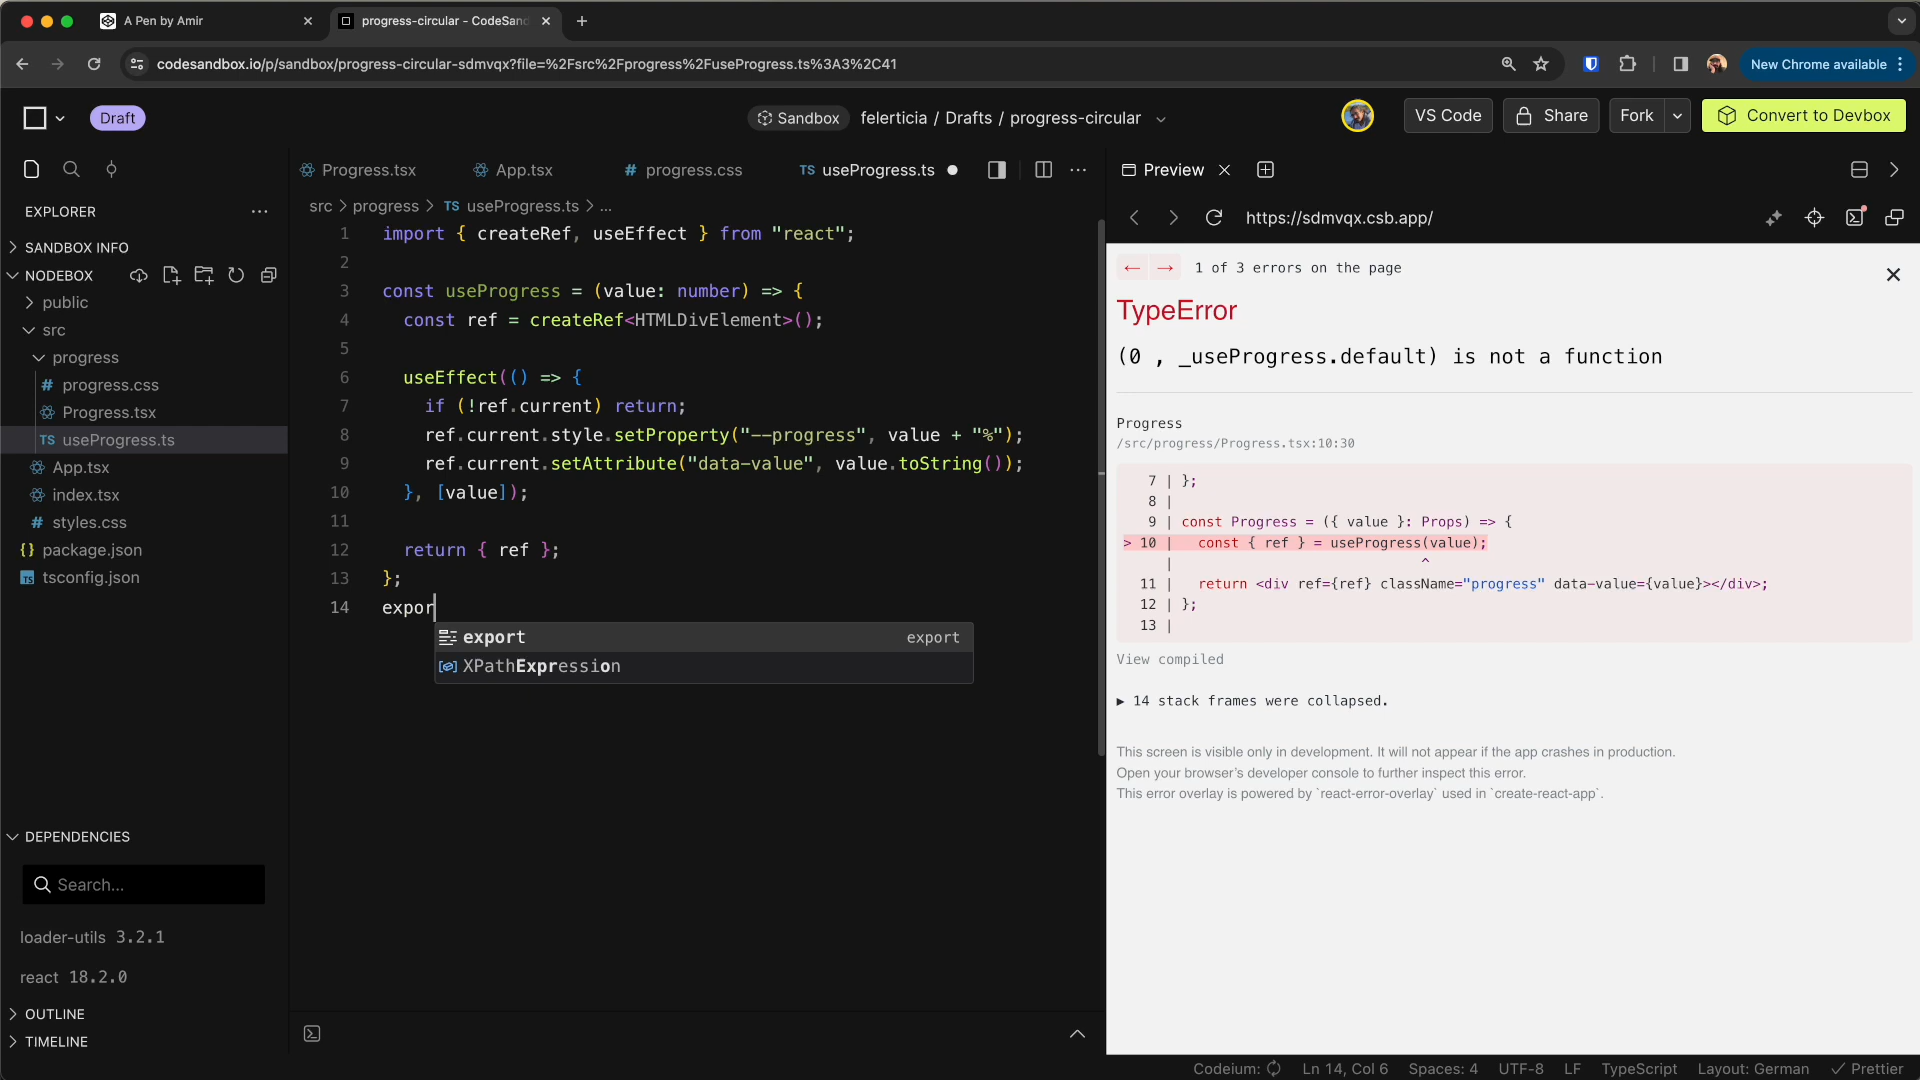 A Pen by Amir
progress-circular - CodeSand
codesandbox.io/p/sandbox/progress-circular-sdmvqx?file=%2Fsrc%2Fprogress%2FuseProgress.ts%3A3%2C41
New Chrome available
Draft
Sandbox
felerticia / Drafts / progress-circular
VS Code
Share
Fork
Convert to Devbox
EXPLORER
SANDBOX INFO
NODEBOX
public
src
progress
# progress.css
Progress.tsx
TS useProgress.ts
App.tsx
index.tsx
# styles.css
{} package.json
TS tsconfig.json
DEPENDENCIES
Search...
loader-utils 3.2.1
react 18.2.0
OUTLINE
TIMELINE
Progress.tsx
App.tsx
# progress.css
TS useProgress.ts
src > progress > TS useProgress.ts > ...
1 import { createRef, useEffect } from "react";
2
3 const useProgress = (value: number) => {
4 const ref = createRef<HTMLDivElement>();
5
6 useEffect(() => {
7 if (!ref.current) return;
8 ref.current.style.setProperty("--progress", value + "%");
9 ref.current.setAttribute("data-value", value.toString());
10 }, [value]);
11
12 return { ref };
13 };
14 expor
export export
XPathExpression
Preview
https://sdmvqx.csb.app/
← → 1 of 3 errors on the page
TypeError
(0 , _useProgress.default) is not a function
Progress
/src/progress/Progress.tsx:10:30
7 | };
8 |
9 | const Progress = ({ value }: Props) => {
> 10 | const { ref } = useProgress(value);
| ^
11 | return <div ref={ref} className="progress" data-value={value}></div>;
12 | };
13 |
View compiled
▶ 14 stack frames were collapsed.
This screen is visible only in development. It will not appear if the app crashes in production.
Open your browser’s developer console to further inspect this error.
This error overlay is powered by `react-error-overlay` used in `create-react-app`.
Codeium:
Ln 14, Col 6
Spaces: 4
UTF-8
LF
TypeScript
Layout: German
Prettier